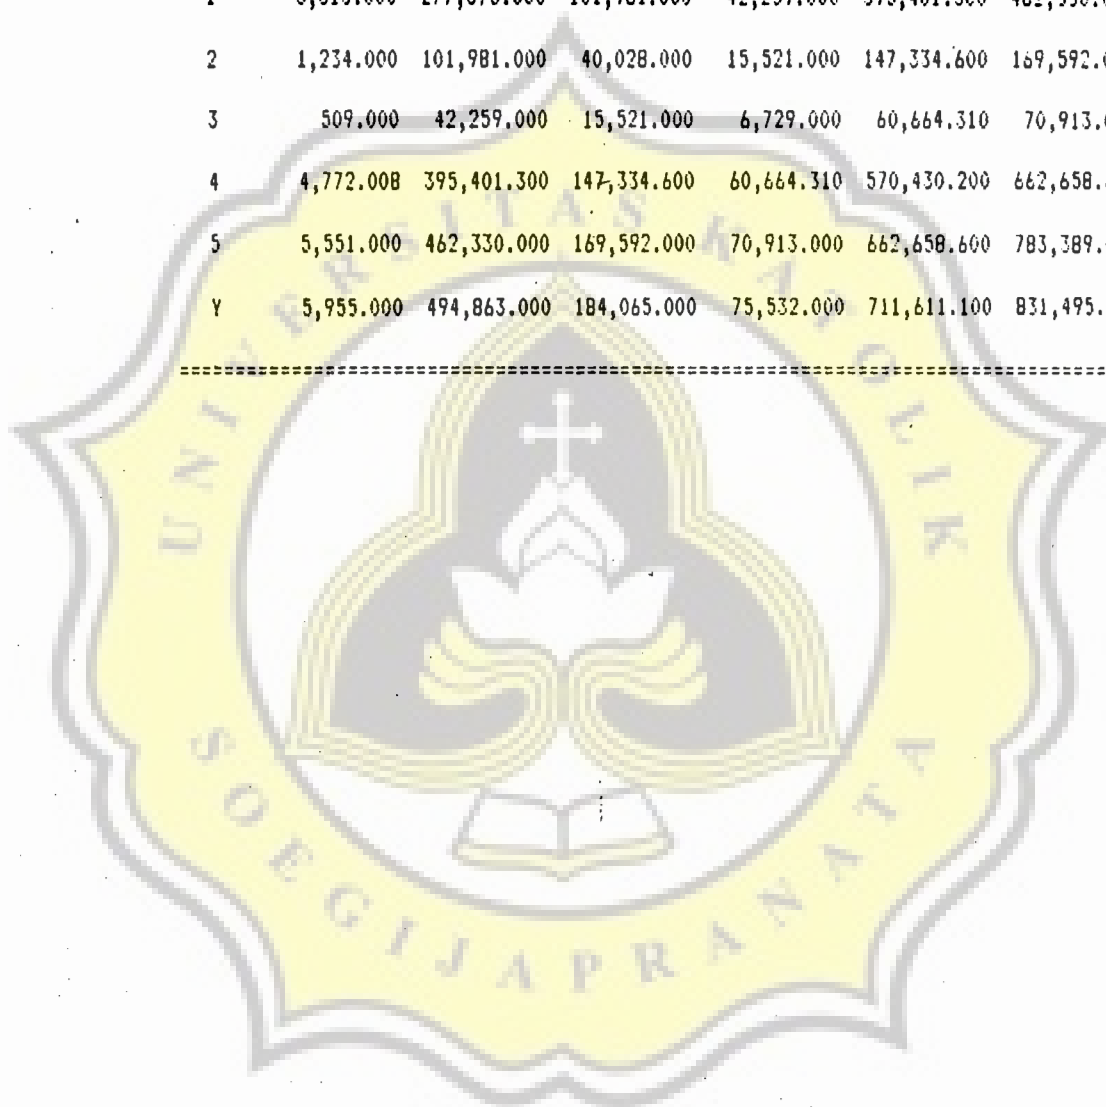 2 1,234.000 101,981.000 40,028.000 15,521.000 147,334.600 169,592.
3 509.000 42,259.000 15,521.000 6,729.000 60,664.310 70,913.
4 4,772.008 395,401.300 147,334.600 60,664.310 570,430.200 662,658.
5 5,551.000 462,330.000 169,592.000 70,913.000 662,658.600 783,389.
Y 5,955.000 494,863.000 184,065.000 75,532.000 711,611.100 831,495.
UNIVERSITAS KATOLIK
SOEGIJAPRANATA